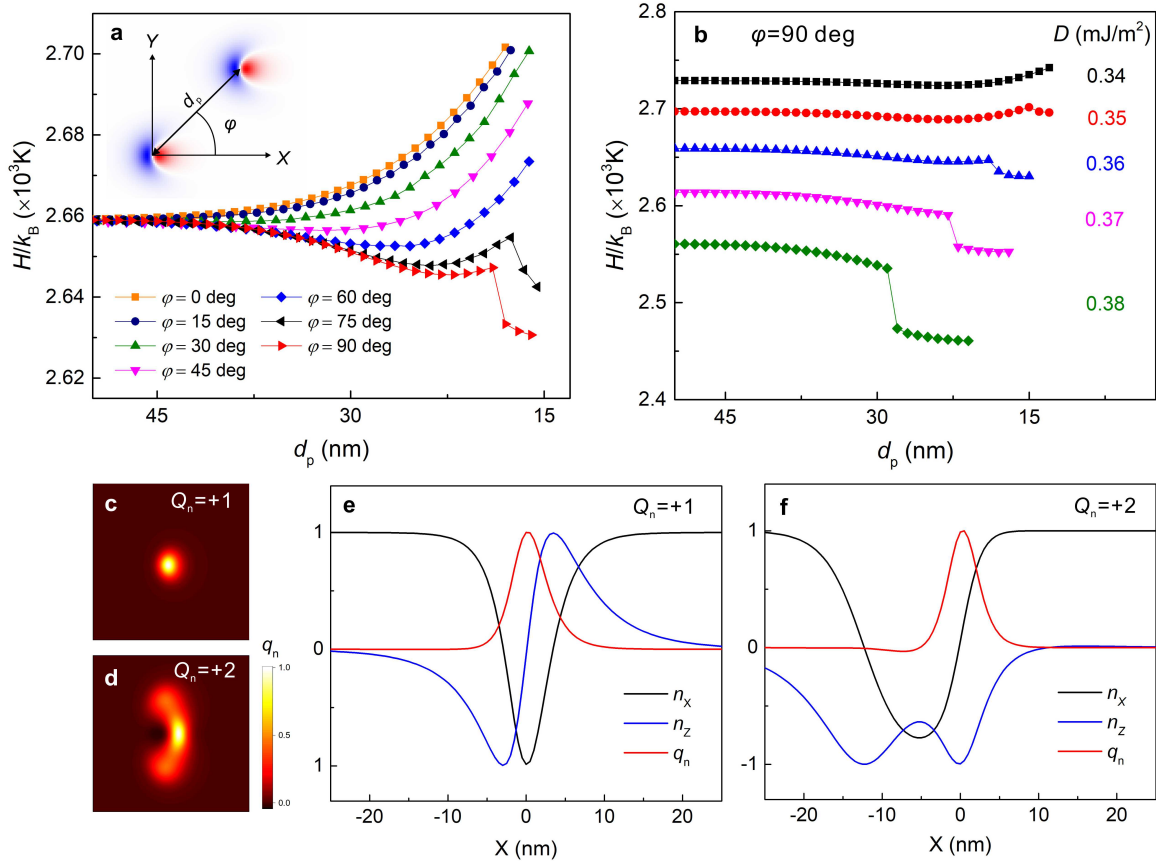 a
Y
d_p
φ
X
2.70
2.68
2.66
2.64
2.62
H/k_B (×10³K)
φ = 0 deg
φ = 15 deg
φ = 30 deg
φ = 45 deg
φ = 60 deg
φ = 75 deg
φ = 90 deg
45 30 15
d_p (nm)
b φ=90 deg D (mJ/m²)
2.8
2.7
2.6
2.5
2.4
H/k_B (×10³K)
0.34
0.35
0.36
0.37
0.38
45 30 15
d_p (nm)
c Q_n=+1
d Q_n=+2
q_n
1.0
0.5
0.0
e Q_n=+1
1
0
1
n_X
n_Z
q_n
-20 -10 0 10 20
X (nm)
f Q_n=+2
1
0
-1
n_X
n_Z
q_n
-20 -10 0 10 20
X (nm)